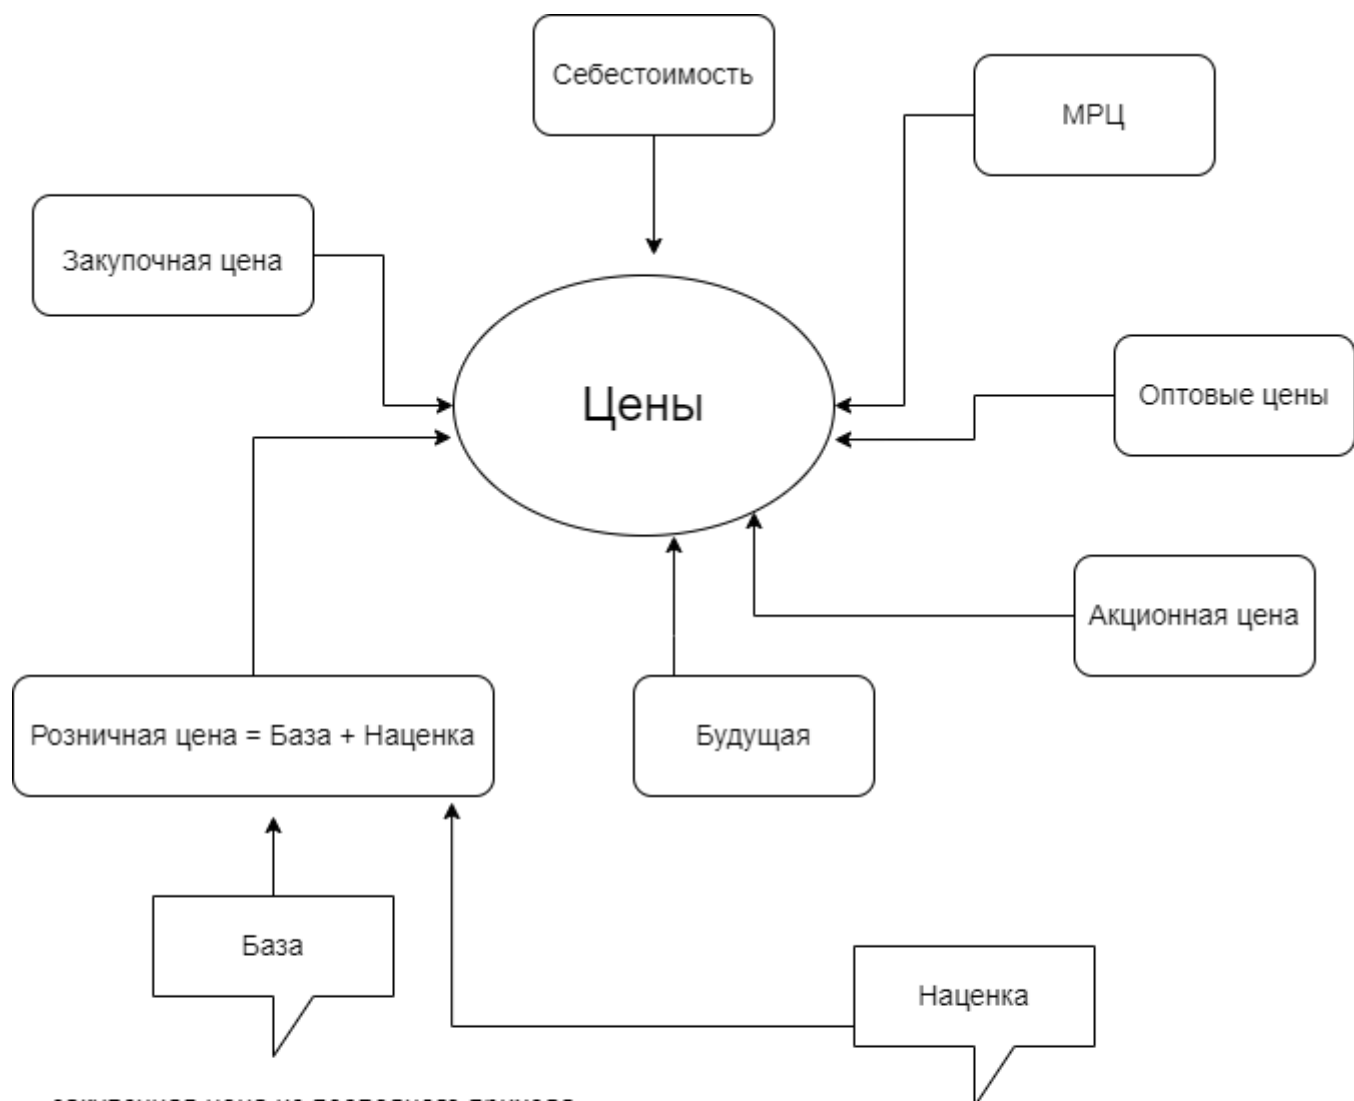 Себестоимость
МРЦ
Закупочная цена
Цены
Оптовые цены
Акционная цена
Розничная цена = База + Наценка
Будущая
База
Наценка